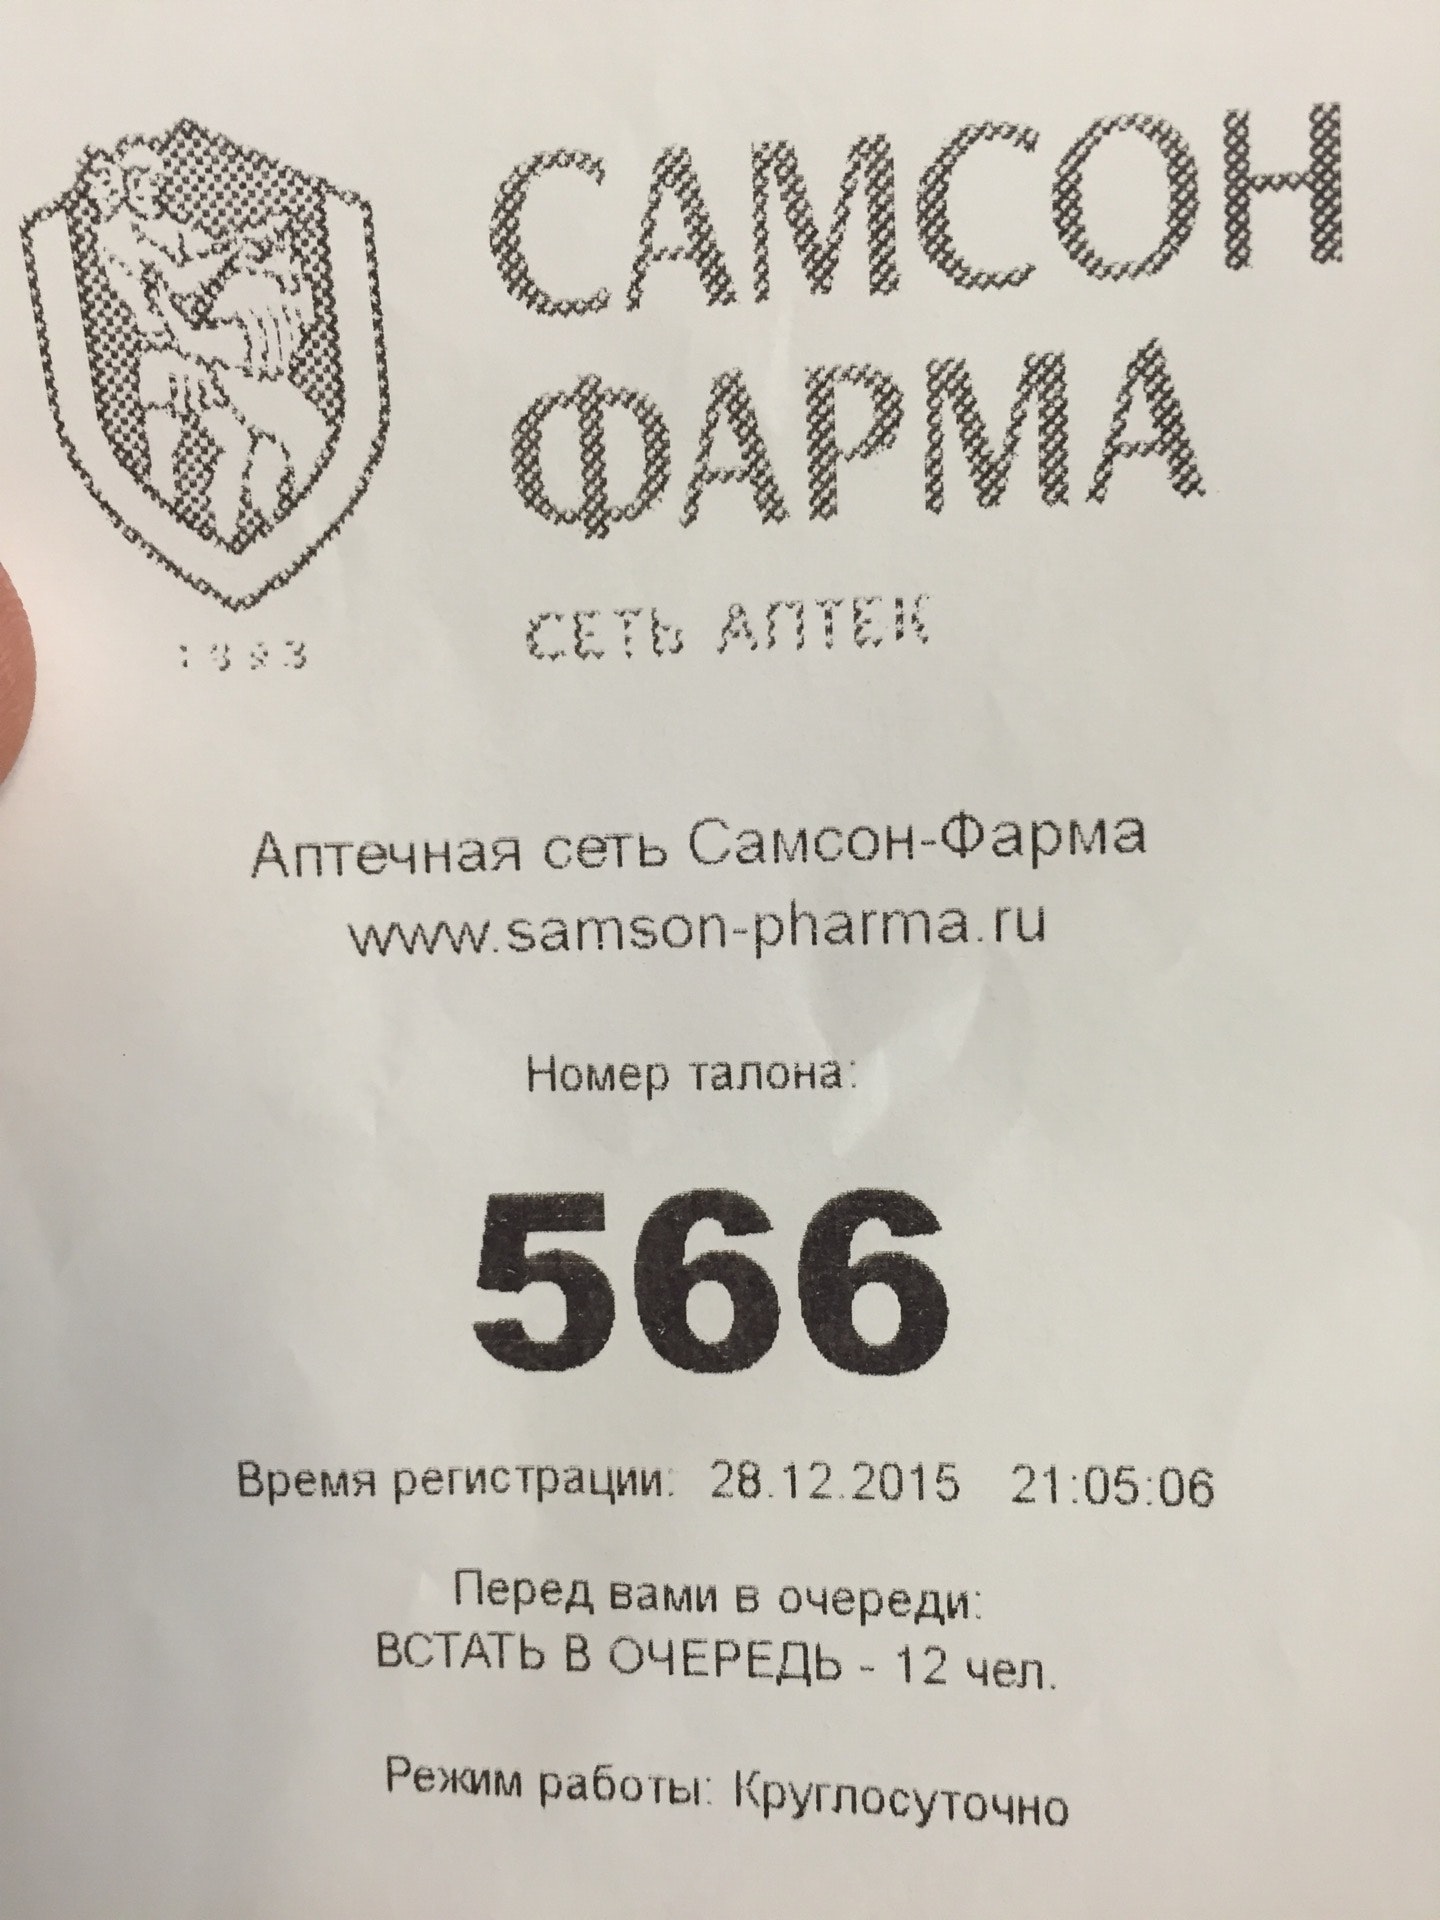 САМСОН
ФАРМА
СЕТЬ АПТЕК
1993
Аптечная сеть Самсон-Фарма
www.samson-pharma.ru
Номер талона:
566
Время регистрации: 28.12.2015 21:05:06
Перед вами в очереди:
ВСТАТЬ В ОЧЕРЕДЬ - 12 чел.
Режим работы: Круглосуточно